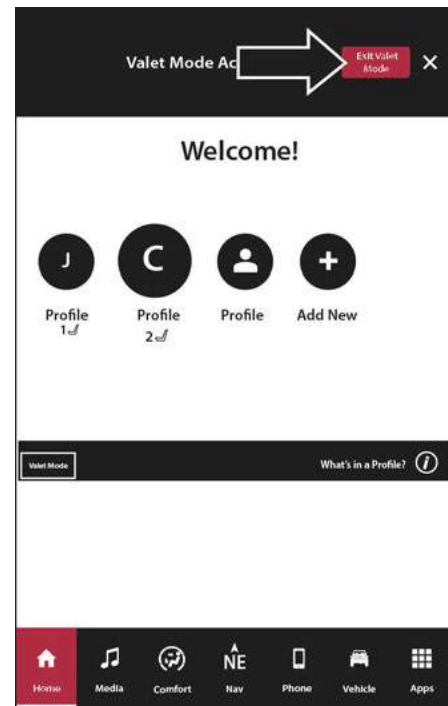 Valet Mode Ac
Exit Valet
Mode
Welcome!
J
C
Profile
1
Profile
2
Profile
Add New
Valet Mode
What's in a Profile?
i
Home
Media
Comfort
NE
Nav
Phone
Vehicle
Apps